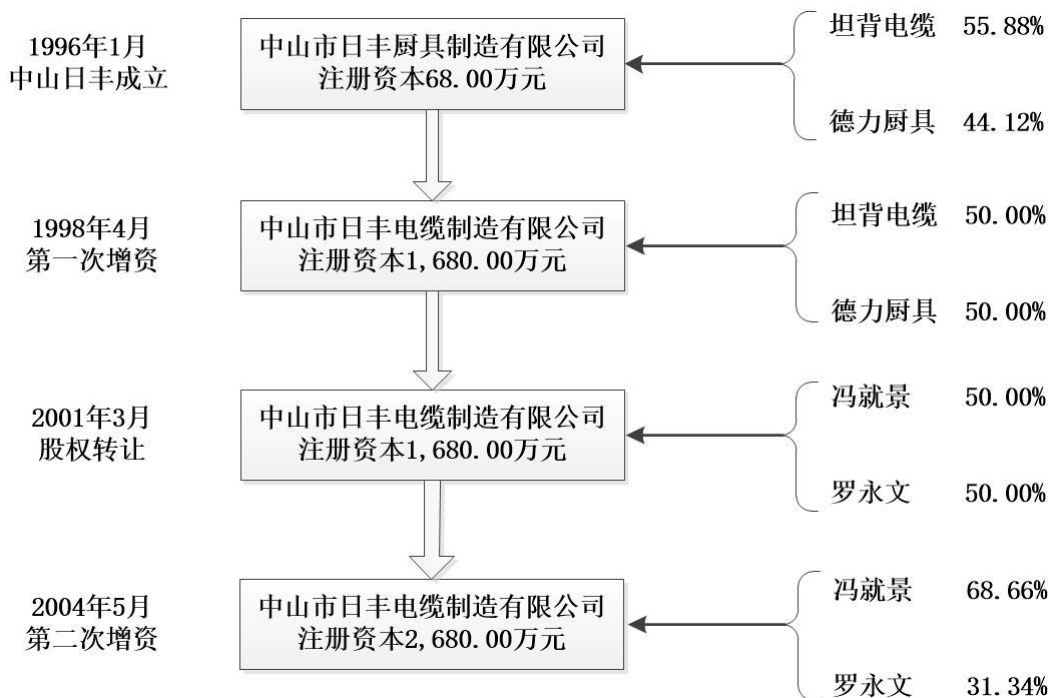 1996年1月
中山日丰成立
中山市日丰厨具制造有限公司
注册资本68.00万元
坦背电缆 55.88%
德力厨具 44.12%
1998年4月
第一次增资
中山市日丰电缆制造有限公司
注册资本1,680.00万元
坦背电缆 50.00%
德力厨具 50.00%
2001年3月
股权转让
中山市日丰电缆制造有限公司
注册资本1,680.00万元
冯就景 50.00%
罗永文 50.00%
2004年5月
第二次增资
中山市日丰电缆制造有限公司
注册资本2,680.00万元
冯就景 68.66%
罗永文 31.34%